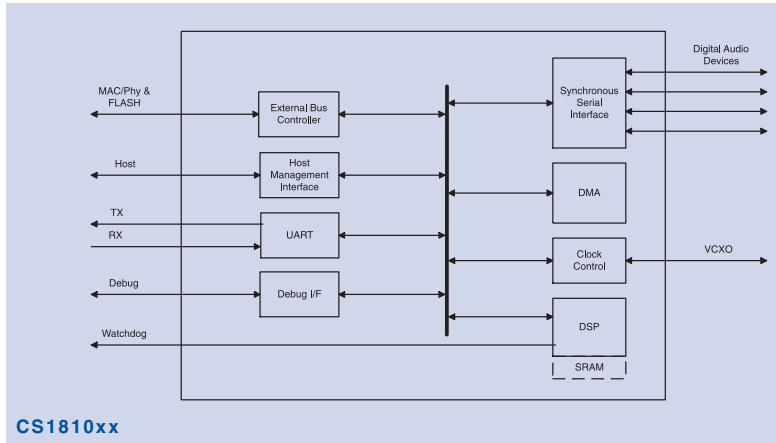 Digital Audio
Devices
MAC/Phy &
FLASH
External Bus
Controller
Synchronous
Serial
Interface
Host
Host
Management
Interface
DMA
TX
RX
UART
Clock
Control
VCXO
Debug
Debug I/F
DSP
Watchdog
SRAM
CS1810xx